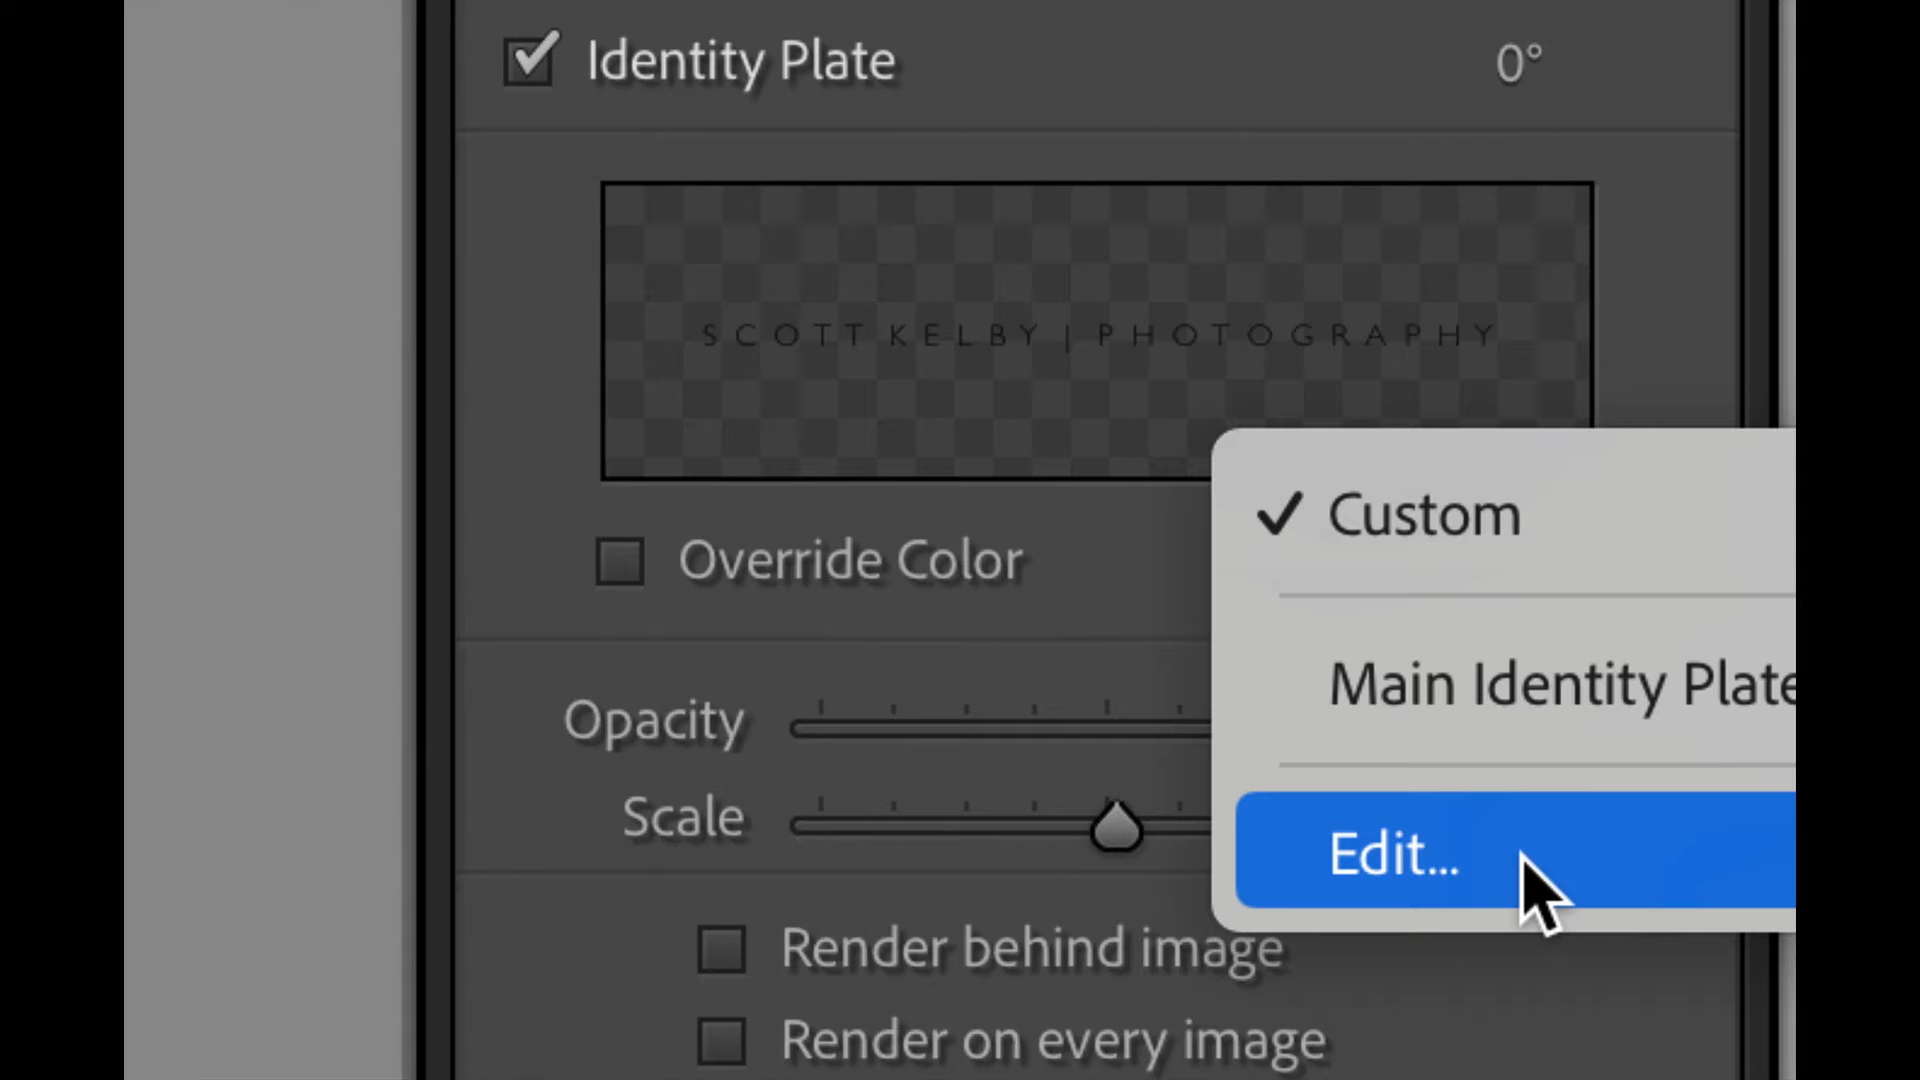 Identity Plate 0°
SCOTT KELBY | PHOTOGRAPHY
Custom
Override Color
Main Identity Plate
Opacity
Scale
Edit...
Render behind image
Render on every image